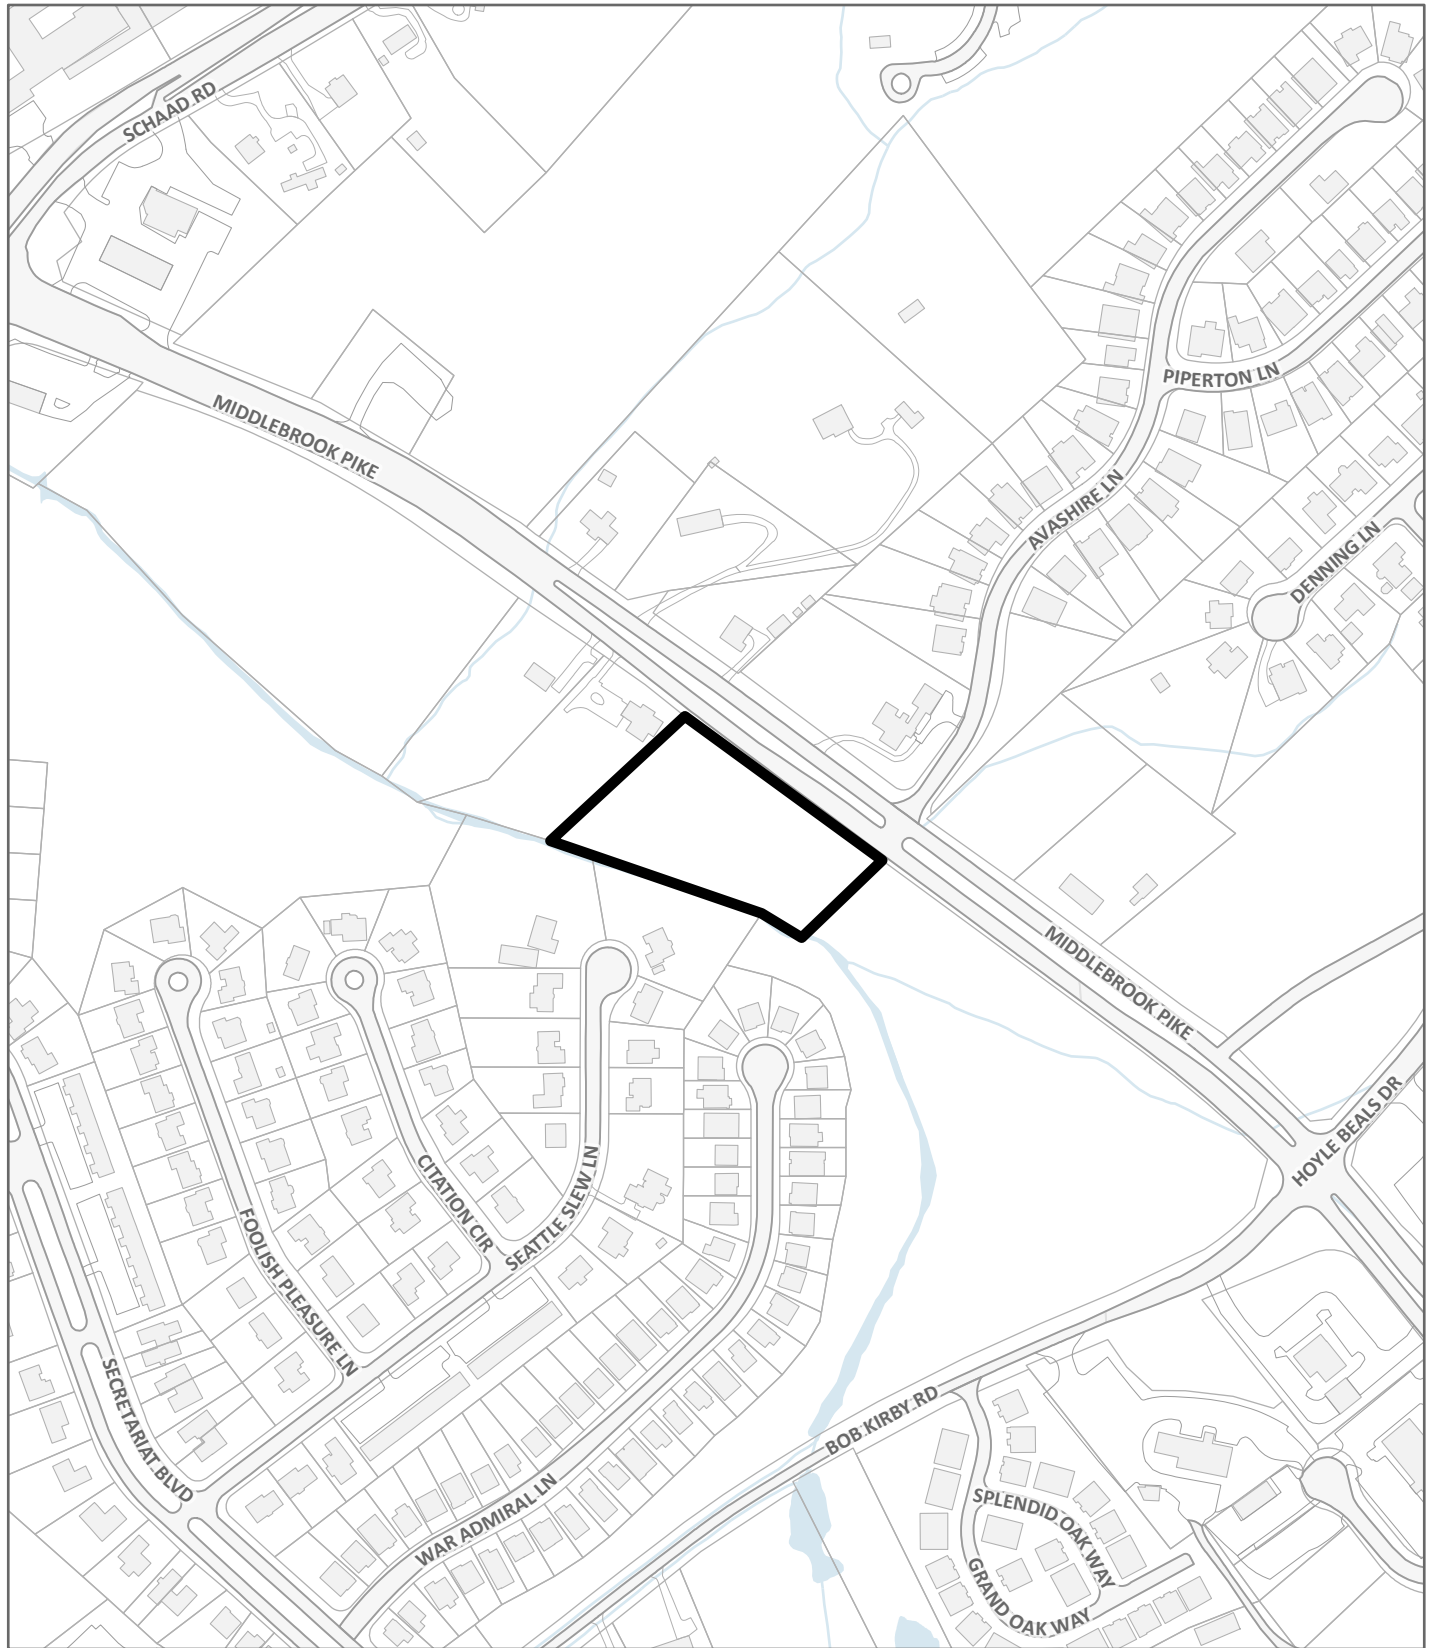 SCHAAD RD
PIPERTON LN
MIDDLEBROOK PIKE
AVASHIRE LN
DENNING LN
MIDDLEBROOK PIKE
HOYLE BEALS DR
CITATION CIR
SEATTLE SLEW LN
FOOLISH PLEASURE LN
SECRETARIAT BLVD
BOB KIRBY RD
WAR ADMIRAL LN
SPLENDID OAK WAY
GRAND OAK WAY